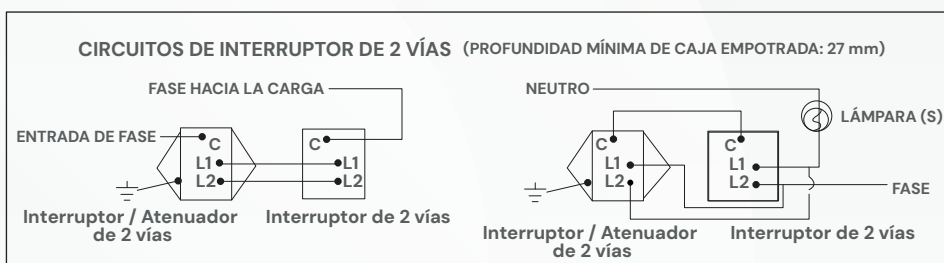 CIRCUITOS DE INTERRUPTOR DE 2 VÍAS (PROFUNDIDAD MÍNIMA DE CAJA EMPOTRADA: 27 mm)
FASE HACIA LA CARGA
ENTRADA DE FASE
C
L1
L2
C
L1
L2
Interruptor / Atenuador
de 2 vías
Interruptor de 2 vías
NEUTRO
LÁMPARA (S)
C
L1
L2
C
L1
L2
FASE
Interruptor / Atenuador
de 2 vías
Interruptor de 2 vías